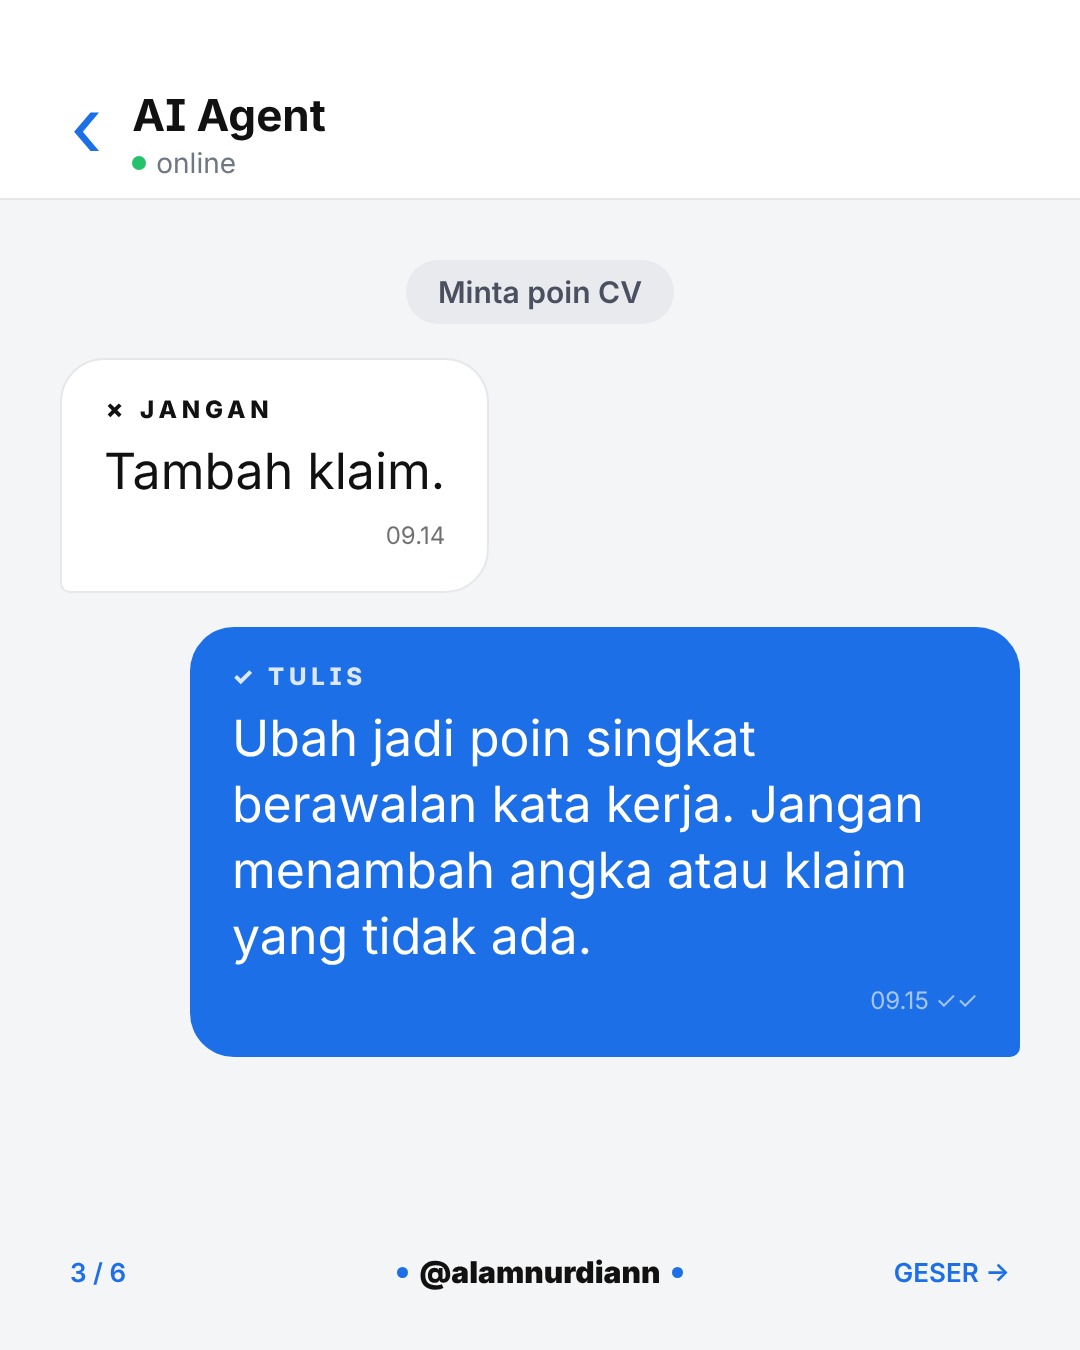 AI Agent
online
Minta poin CV
× JANGAN
Tambah klaim.
09.14
✓ TULIS
Ubah jadi poin singkat
berawalan kata kerja. Jangan
menambah angka atau klaim
yang tidak ada.
09.15 ✓✓
3 / 6
• @alamnurdiann •
GESER →